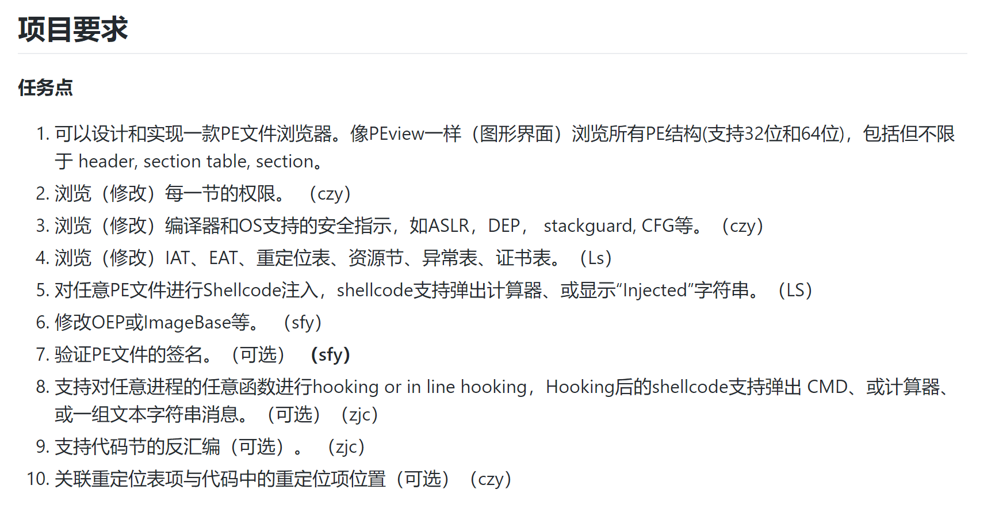 项目要求
任务点
1. 可以设计和实现一款PE文件浏览器。像PEview一样（图形界面）浏览所有PE结构(支持32位和64位)，包括但不限
于 header, section table, section。
2. 浏览（修改）每一节的权限。 （czy）
3. 浏览（修改）编译器和OS支持的安全指示，如ASLR，DEP， stackguard, CFG等。（czy）
4. 浏览（修改）IAT、EAT、重定位表、资源节、异常表、证书表。（Ls）
5. 对任意PE文件进行Shellcode注入，shellcode支持弹出计算器、或显示“Injected”字符串。（LS）
6. 修改OEP或ImageBase等。 （sfy）
7. 验证PE文件的签名。（可选） （sfy）
8. 支持对任意进程的任意函数进行hooking or in line hooking，Hooking后的shellcode支持弹出 CMD、或计算器、
或一组文本字符串消息。（可选）（zjc）
9. 支持代码节的反汇编（可选）。 （zjc）
10. 关联重定位表项与代码中的重定位项位置（可选）（czy）